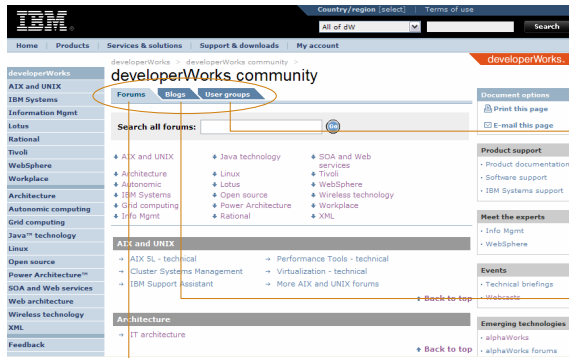 Country/region [select] | Terms of use
IBM
All of dW
Search
Home | Products | Services & solutions | Support & downloads | My account
developerWorks > developerWorks community >
developerWorks.
developerWorks community
developerWorks
AIX and UNIX
IBM Systems
Information Mgmt
Lotus
Rational
Tivoli
WebSphere
Workplace
Architecture
Autonomic computing
Grid computing
Java™ technology
Linux
Open source
Power Architecture™
SOA and Web services
Web architecture
Wireless technology
XML
Feedback
Forums Blogs User groups
Search all forums: Go
AIX and UNIX
Architecture
Autonomic
IBM Systems
Grid computing
Info Mgmt
Java technology
Linux
Lotus
Open source
Power Architecture
Rational
SOA and Web
services
Tivoli
WebSphere
Wireless technology
Workplace
XML
AIX and UNIX
AIX 5L - technical
Cluster Systems Management
IBM Support Assistant
Performance Tools - technical
Virtualization - technical
More AIX and UNIX forums
Back to top
Architecture
IT architecture
Back to top
Document options
Print this page
E-mail this page
Product support
Product documentation
Software support
IBM Systems support
Meet the experts
Info Mgmt
WebSphere
Events
Technical briefings
Webcasts
Emerging technologies
alphaWorks
alphaWorks forums